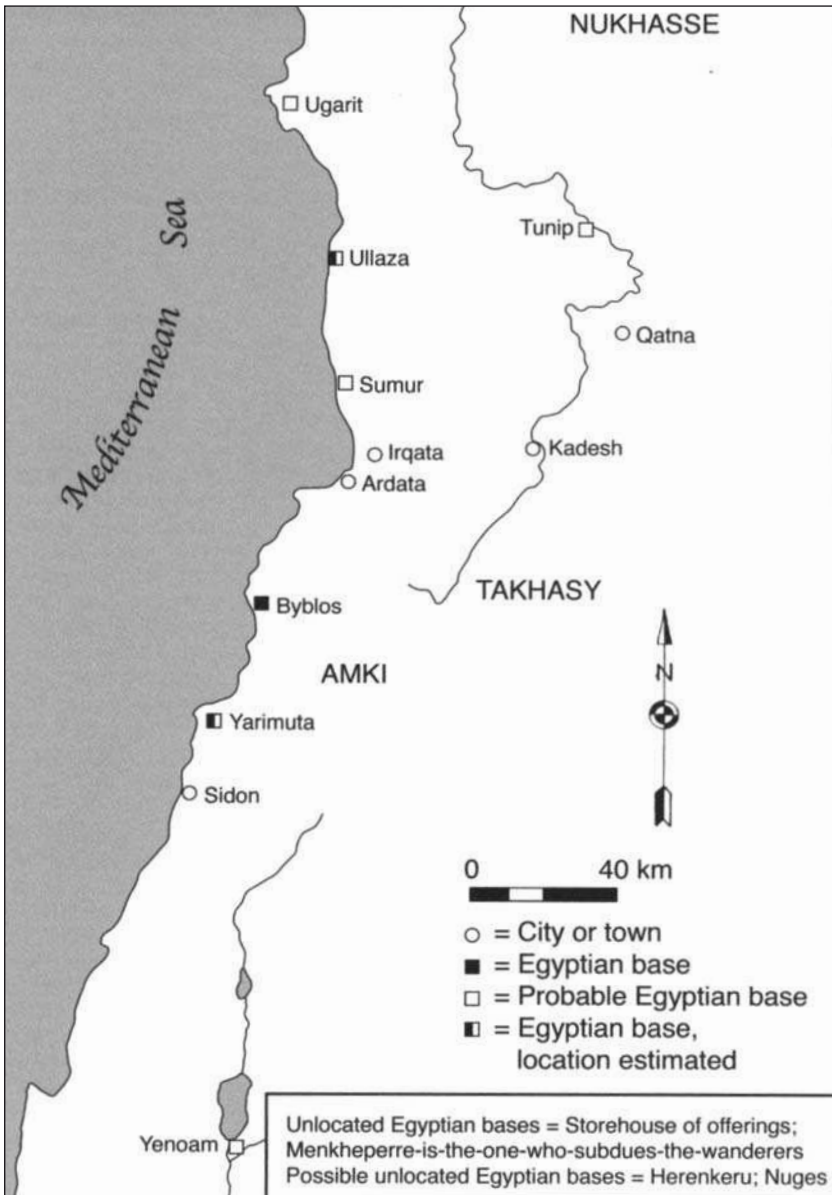 NUKHASSE
Ugarit
Mediterranean Sea
Tunip
Ullaza
Qatna
Sumur
Irqata
Kadesh
Ardata
TAKHASY
Byblos
AMKI
N
Yarimuta
Sidon
0 40 km
= City or town
= Egyptian base
= Probable Egyptian base
= Egyptian base,
location estimated
Yenoam
Unlocated Egyptian bases = Storehouse of offerings;
Menkheperre-is-the-one-who-subdues-the-wanderers
Possible unlocated Egyptian bases = Herenkeru; Nuges